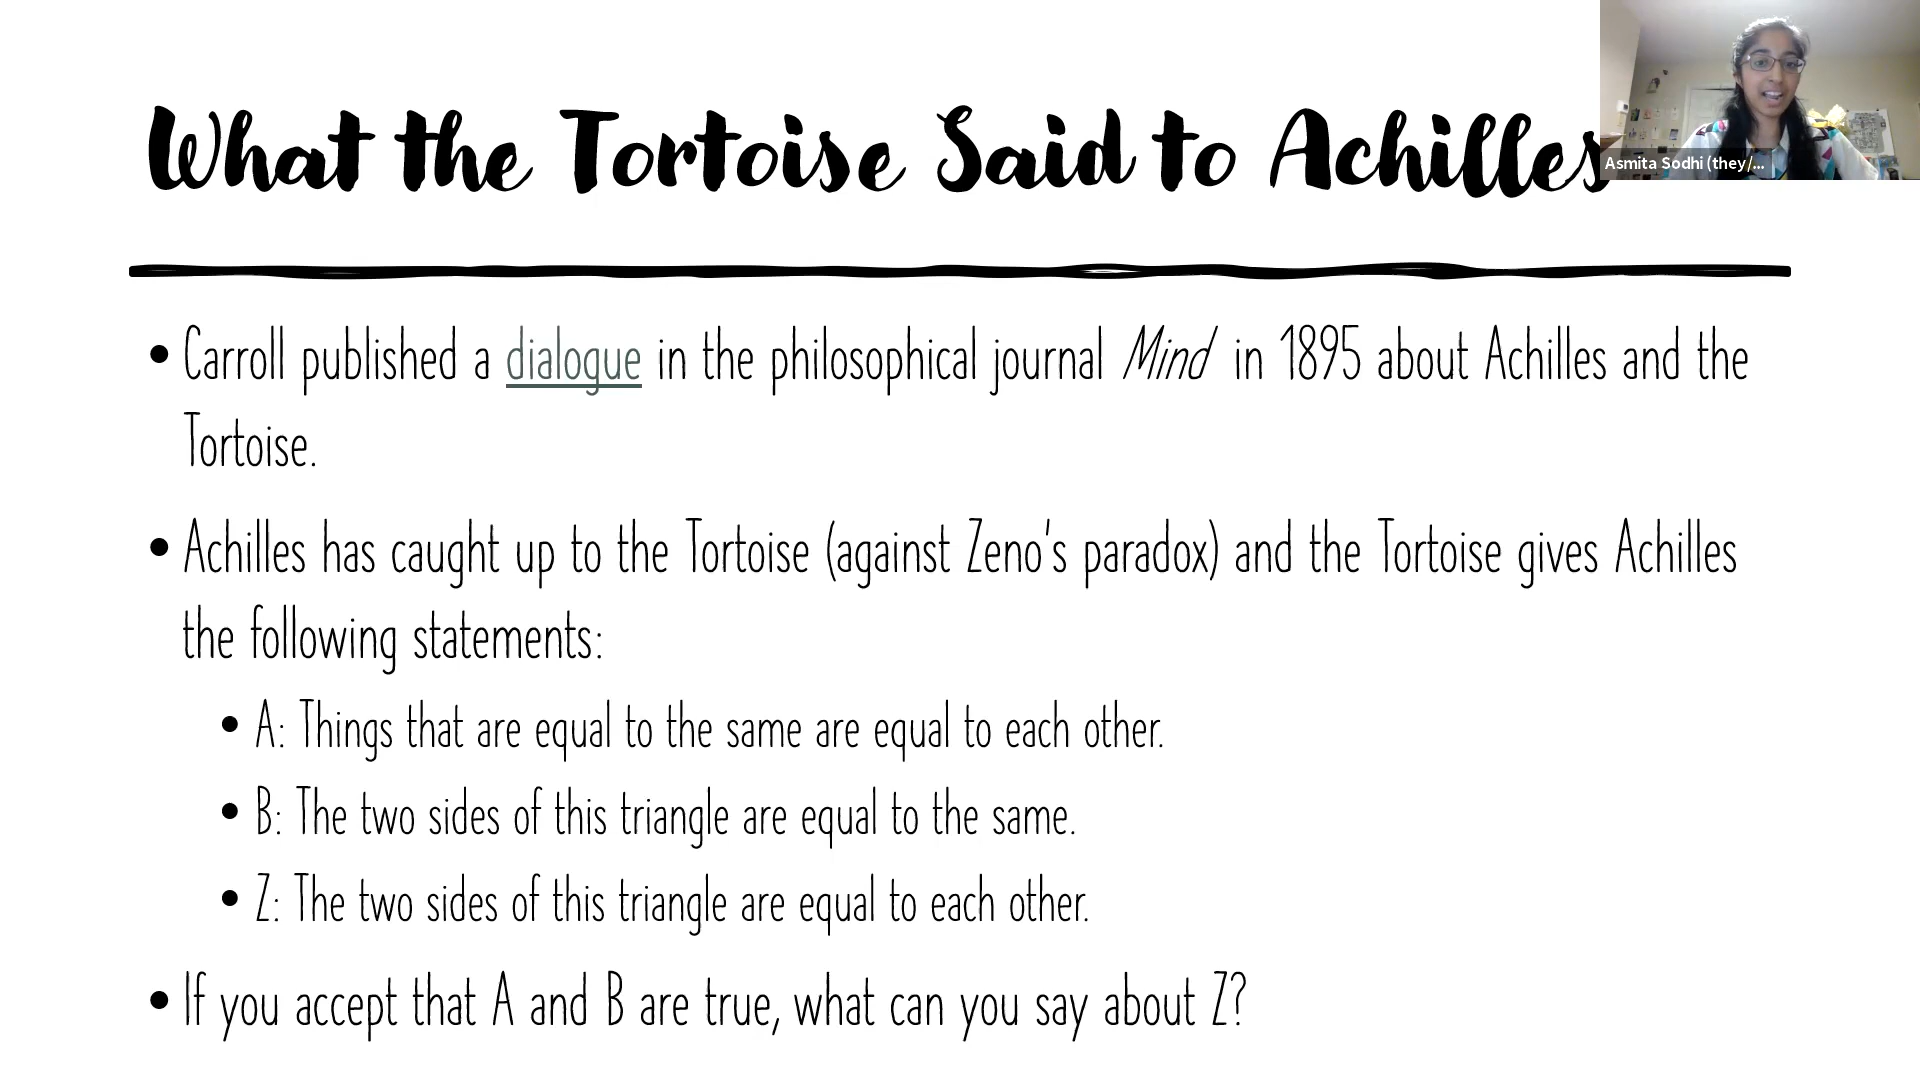 What the Tortoise Said to Achilles
Asmita Sodhi (they/...
• Carroll published a dialogue in the philosophical journal Mind in 1895 about Achilles and the
Tortoise.
• Achilles has caught up to the Tortoise (against Zeno's paradox) and the Tortoise gives Achilles
the following statements:
• A: Things that are equal to the same are equal to each other.
• B: The two sides of this triangle are equal to the same.
• Z: The two sides of this triangle are equal to each other.
• If you accept that A and B are true, what can you say about Z?